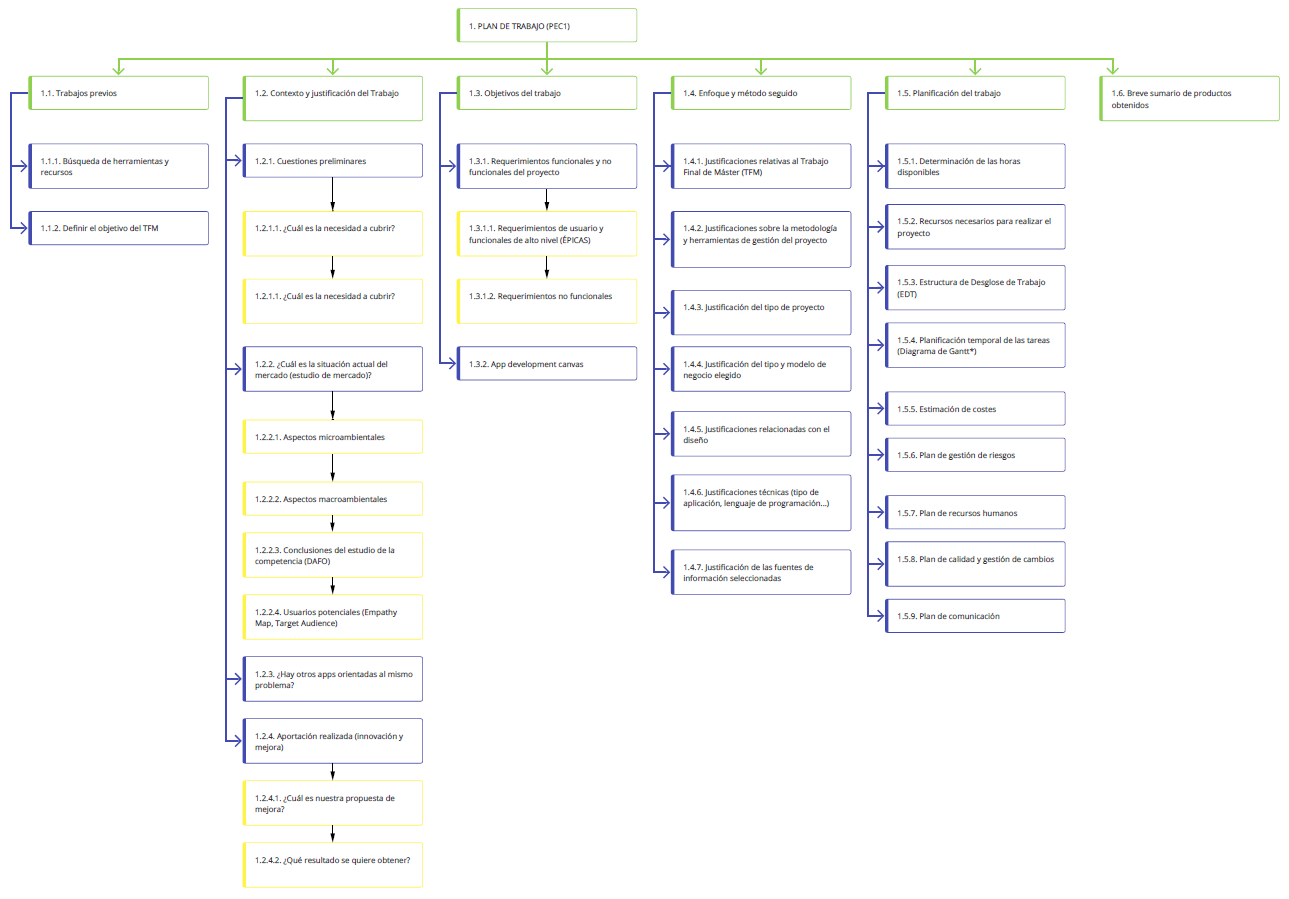 1. PLAN DE TRABAJO (PEC1)
1.1. Trabajos previos
1.1.1. Búsqueda de herramientas y
recursos
1.1.2. Definir el objetivo del TFM
1.2. Contexto y justificación del Trabajo
1.2.1. Cuestiones preliminares
1.2.1.1. ¿Cuál es la necesidad a cubrir?
1.2.1.1. ¿Cuál es la necesidad a cubrir?
1.2.2. ¿Cuál es la situación actual del
mercado (estudio de mercado)?
1.2.2.1. Aspectos microambientales
1.2.2.2. Aspectos macroambientales
1.2.2.3. Conclusiones del estudio de la
competencia (DAFO)
1.2.2.4. Usuarios potenciales (Empathy
Map, Target Audience)
1.2.3. ¿Hay otros apps orientadas al mismo
problema?
1.2.4. Aportación realizada (innovación y
mejora)
1.2.4.1. ¿Cuál es nuestra propuesta de
mejora?
1.2.4.2. ¿Qué resultado se quiere obtener?
1.3. Objetivos del trabajo
1.3.1. Requerimientos funcionales y no
funcionales del proyecto
1.3.1.1. Requerimientos de usuario y
funcionales de alto nivel (ÉPICAS)
1.3.1.2. Requerimientos no funcionales
1.3.2. App development canvas
1.4. Enfoque y método seguido
1.4.1. Justificaciones relativas al Trabajo
Final de Máster (TFM)
1.4.2. Justificaciones sobre la metodología
y herramientas de gestión del proyecto
1.4.3. Justificación del tipo de proyecto
1.4.4. Justificación del tipo y modelo de
negocio elegido
1.4.5. Justificaciones relacionadas con el
diseño
1.4.6. Justificaciones técnicas (tipo de
aplicación, lenguaje de programación...)
1.4.7. Justificación de las fuentes de
información seleccionadas
1.5. Planificación del trabajo
1.5.1. Determinación de las horas
disponibles
1.5.2. Recursos necesarios para realizar el
proyecto
1.5.3. Estructura de Desglose de Trabajo
(EDT)
1.5.4. Planificación temporal de las tareas
(Diagrama de Gantt*)
1.5.5. Estimación de costes
1.5.6. Plan de gestión de riesgos
1.5.7. Plan de recursos humanos
1.5.8. Plan de calidad y gestión de cambios
1.5.9. Plan de comunicación
1.6. Breve sumario de productos
obtenidos